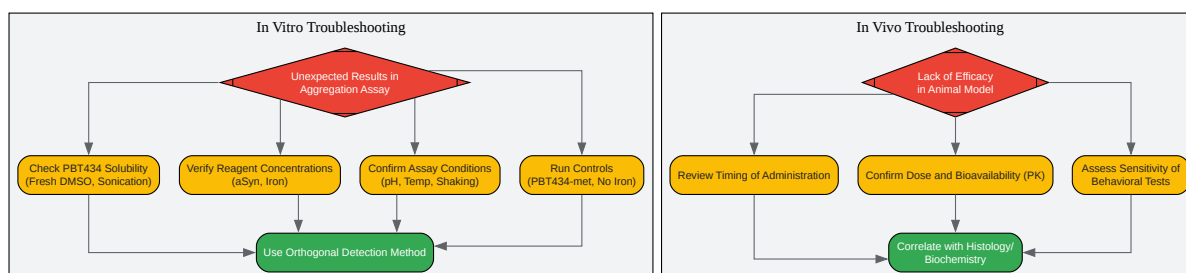 In Vitro Troubleshooting
Unexpected Results in
Aggregation Assay
Check PBT434 Solubility
(Fresh DMSO, Sonication)
Verify Reagent Concentrations
(aSyn, Iron)
Confirm Assay Conditions
(pH, Temp, Shaking)
Run Controls
(PBT434-met, No Iron)
Use Orthogonal Detection Method
In Vivo Troubleshooting
Lack of Efficacy
in Animal Model
Review Timing of Administration
Confirm Dose and Bioavailability (PK)
Assess Sensitivity of
Behavioral Tests
Correlate with Histology/
Biochemistry